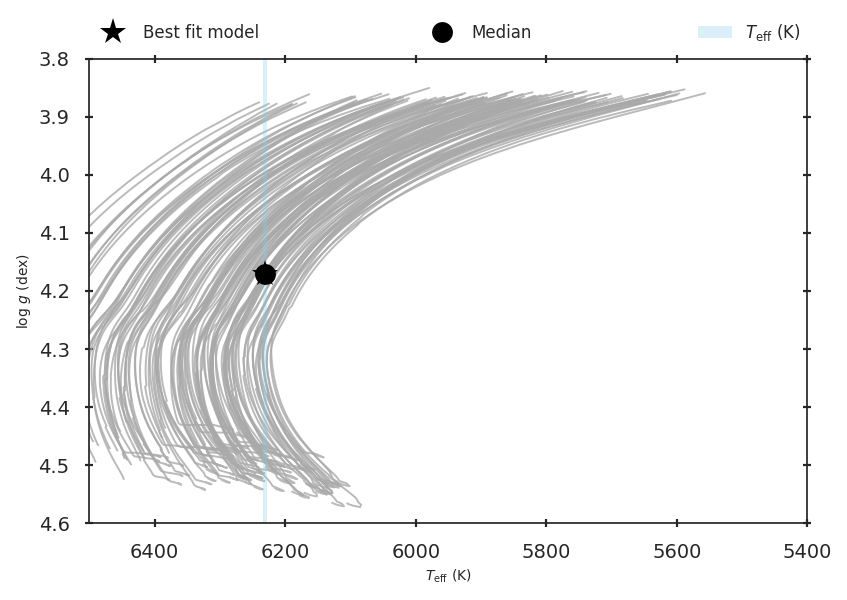 Best fit model
Median
T_eff (K)
3.8
3.9
4.0
4.1
4.2
4.3
4.4
4.5
4.6
log g (dex)
6400 6200 6000 5800 5600 5400
T_eff (K)